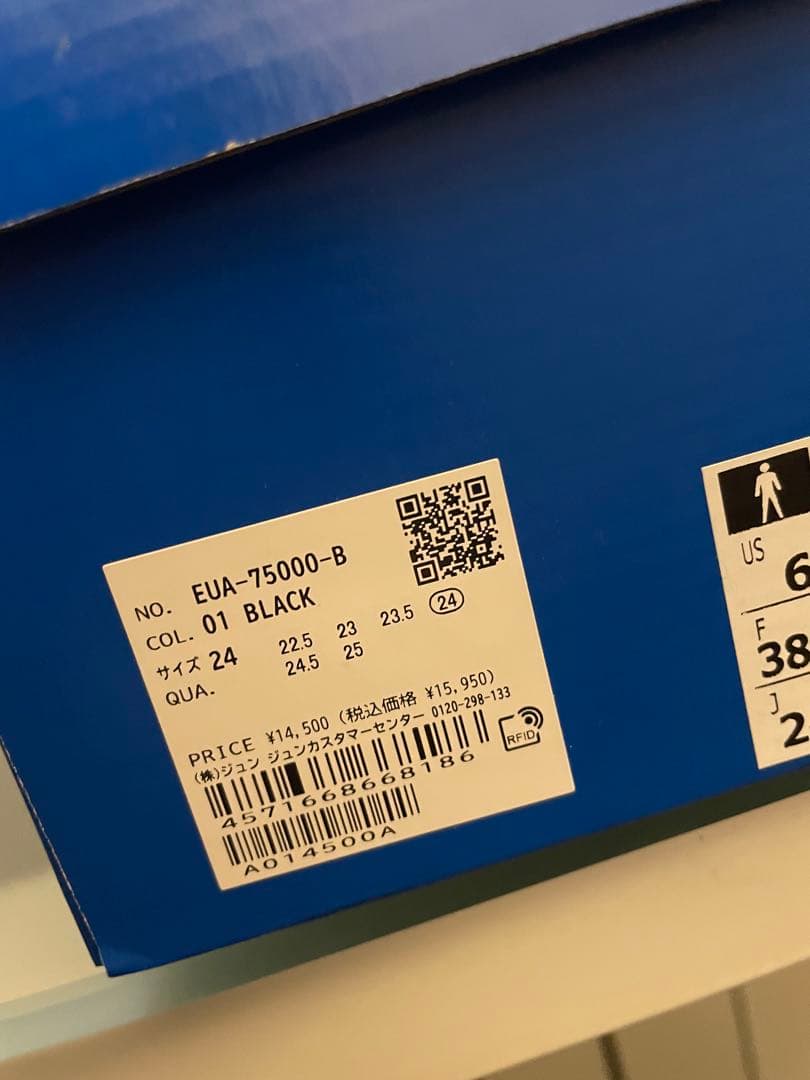 NO. EUA-75000-B
COL. 01 BLACK
サイズ 24 22.5 23 23.5 24
24.5 25
QUA.
PRICE ¥14,500 (税込価格 ¥15,950)
(株)ジュン ジュンカスタマーセンター 0120-298-133
RFID
4571668668186
A014500A
US
6
F
38
J
2